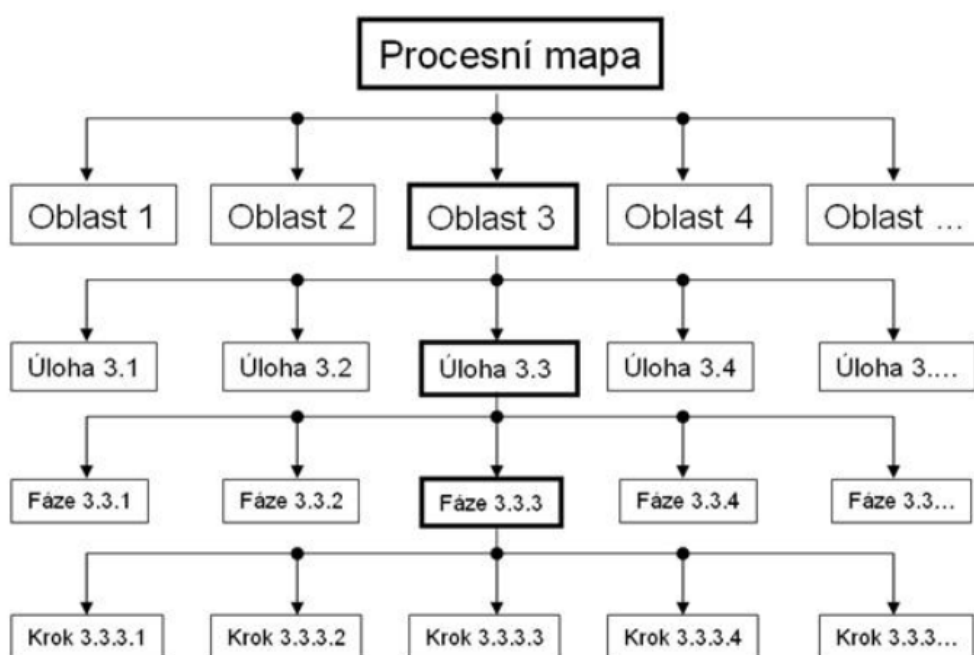 Procesní mapa
Oblast 1
Oblast 2
Oblast 3
Oblast 4
Oblast ...
Úloha 3.1
Úloha 3.2
Úloha 3.3
Úloha 3.4
Úloha 3....
Fáze 3.3.1
Fáze 3.3.2
Fáze 3.3.3
Fáze 3.3.4
Fáze 3.3...
Krok 3.3.3.1
Krok 3.3.3.2
Krok 3.3.3.3
Krok 3.3.3.4
Krok 3.3.3...